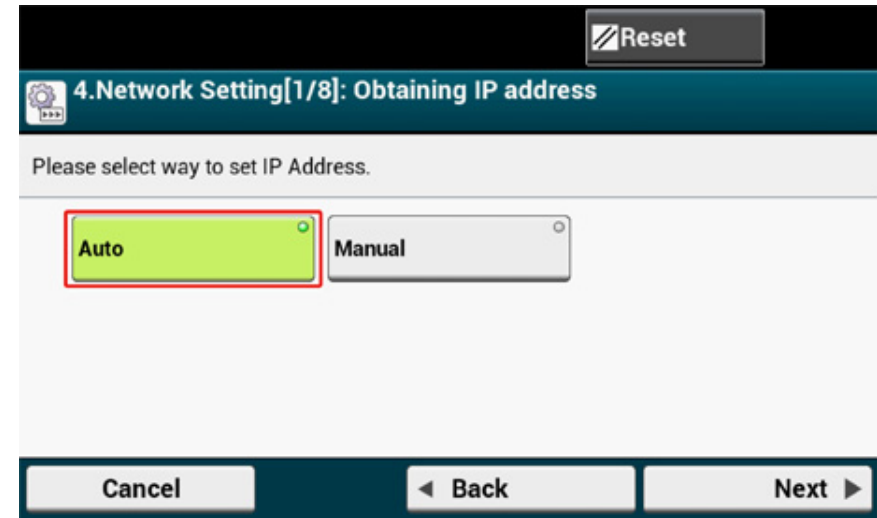 Reset
4.Network Setting[1/8]: Obtaining IP address
Please select way to set IP Address.
Auto
Manual
Cancel
Back
Next